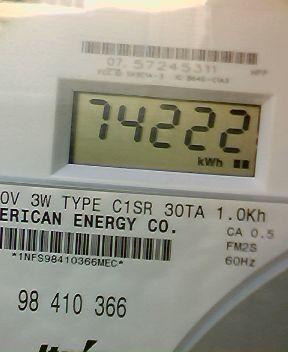 07. 57245311
74222
kWh
0V 3W TYPE C1SR 30TA 1.0Kh
ERICAN ENERGY CO.
CA 0.5
FM2S
60Hz
*1NFS98410366MEC*
98 410 366